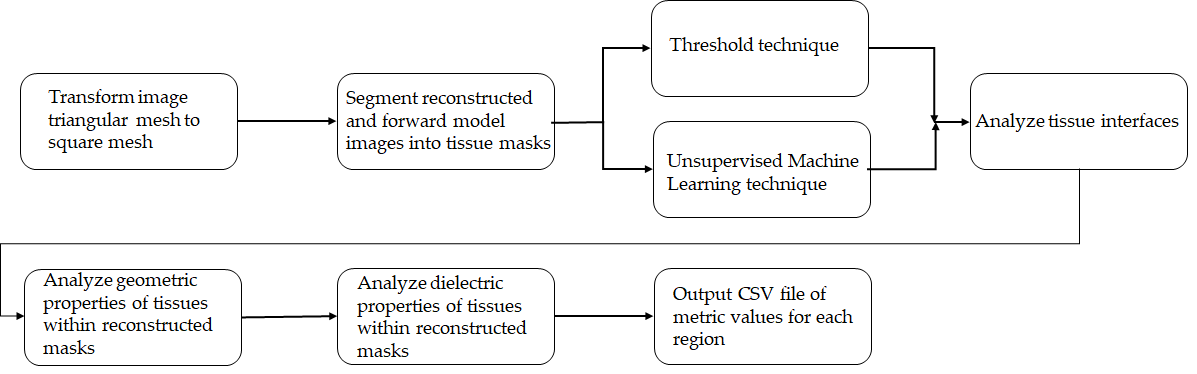 Transform image
triangular mesh to
square mesh
Segment reconstructed
and forward model
images into tissue masks
Threshold technique
Unsupervised Machine
Learning technique
Analyze tissue interfaces
Analyze geometric
properties of tissues
within reconstructed
masks
Analyze dielectric
properties of tissues
within reconstructed
masks
Output CSV file of
metric values for each
region